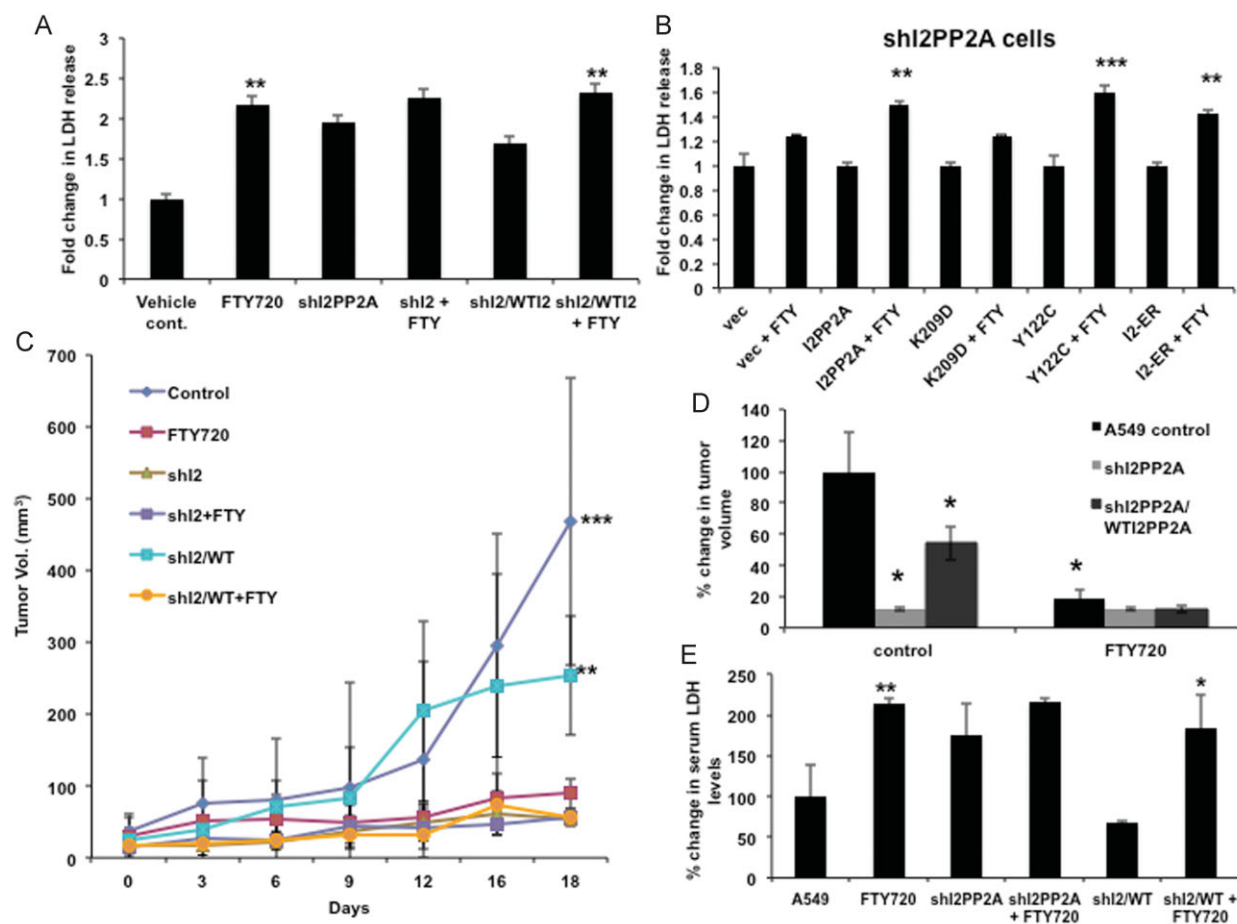 A
Fold change in LDH release
3
2.5
2
1.5
1
0.5
0
**
**
Vehicle cont.
FTY720
shI2PP2A
shI2 + FTY
shI2/WTI2
shI2/WTI2 + FTY
B
shI2PP2A cells
Fold change in LDH release
1.8
1.6
1.4
1.2
1
0.8
0.6
0.4
0.2
0
**
***
**
vec
vec + FTY
I2PP2A
I2PP2A + FTY
K209D
K209D + FTY
Y122C
Y122C + FTY
I2-ER
I2-ER + FTY
C
Tumor Vol. (mm³)
700
600
500
400
300
200
100
0
Control
FTY720
shI2
shI2+FTY
shI2/WT
shI2/WT+FTY
***
**
0 3 6 9 12 16 18
Days
D
% change in tumor
volume
140
120
100
80
60
40
20
0
*
*
*
A549 control
shI2PP2A
shI2PP2A/
WTI2PP2A
control
FTY720
E
% change in serum LDH
levels
250
200
150
100
50
0
**
*
A549
FTY720
shI2PP2A
shI2PP2A
+ FTY720
shI2/WT
shI2/WT +
FTY720